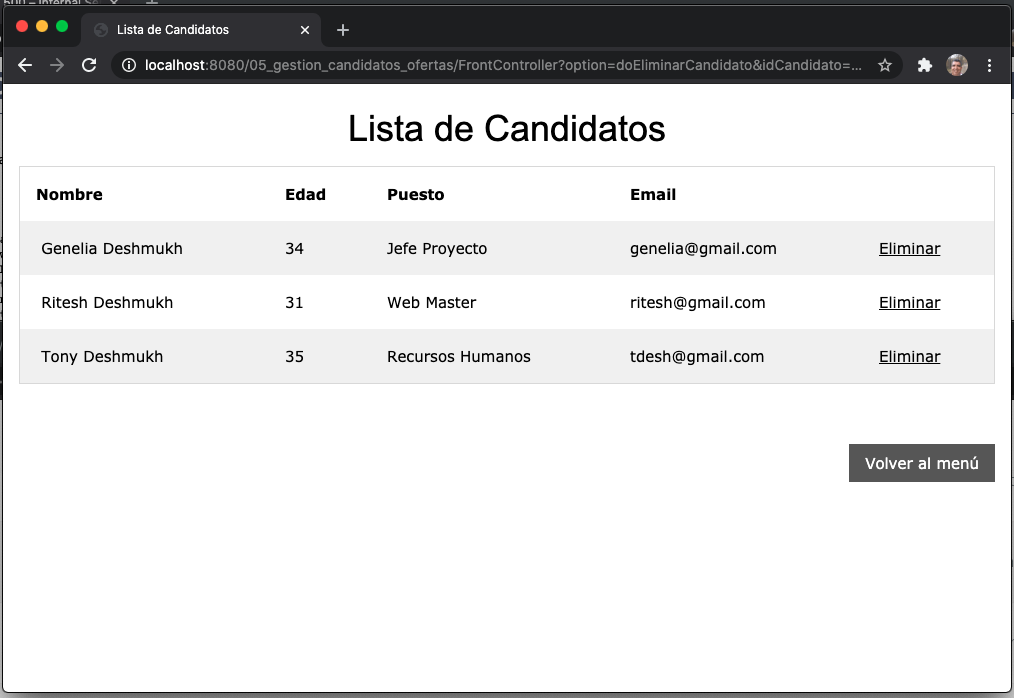 Lista de Candidatos
localhost:8080/05_gestion_candidatos_ofertas/FrontController?option=doEliminarCandidato&idCandidato=...
Lista de Candidatos
Nombre Edad Puesto Email
Genelia Deshmukh 34 Jefe Proyecto genelia@gmail.com Eliminar
Ritesh Deshmukh 31 Web Master ritesh@gmail.com Eliminar
Tony Deshmukh 35 Recursos Humanos tdesh@gmail.com Eliminar
Volver al menú